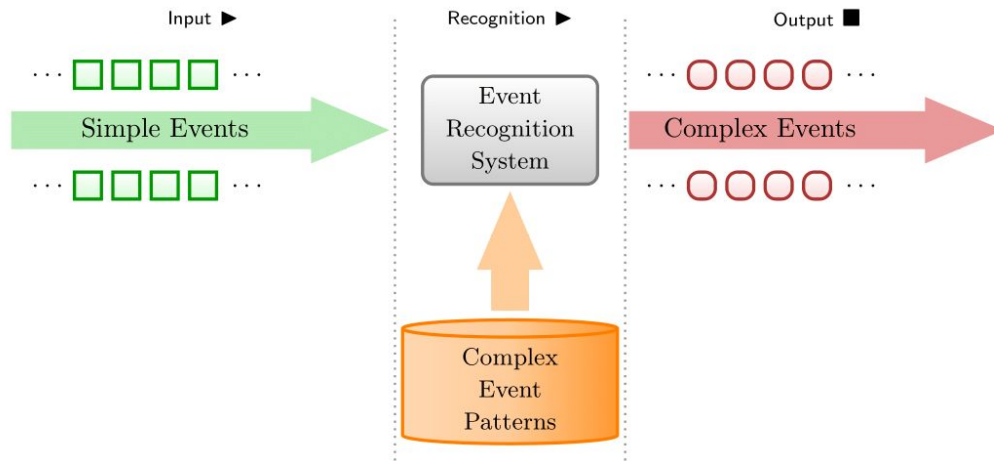 Input ▶
Recognition ▶
Output ■
· · ·
· · ·
· · ·
· · ·
Simple Events
Event
Recognition
System
Complex Events
· · ·
· · ·
· · ·
· · ·
Complex
Event
Patterns